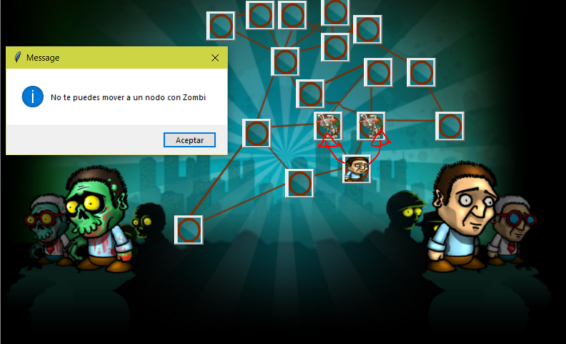 Message
No te puedes mover a un nodo con Zombi
Aceptar